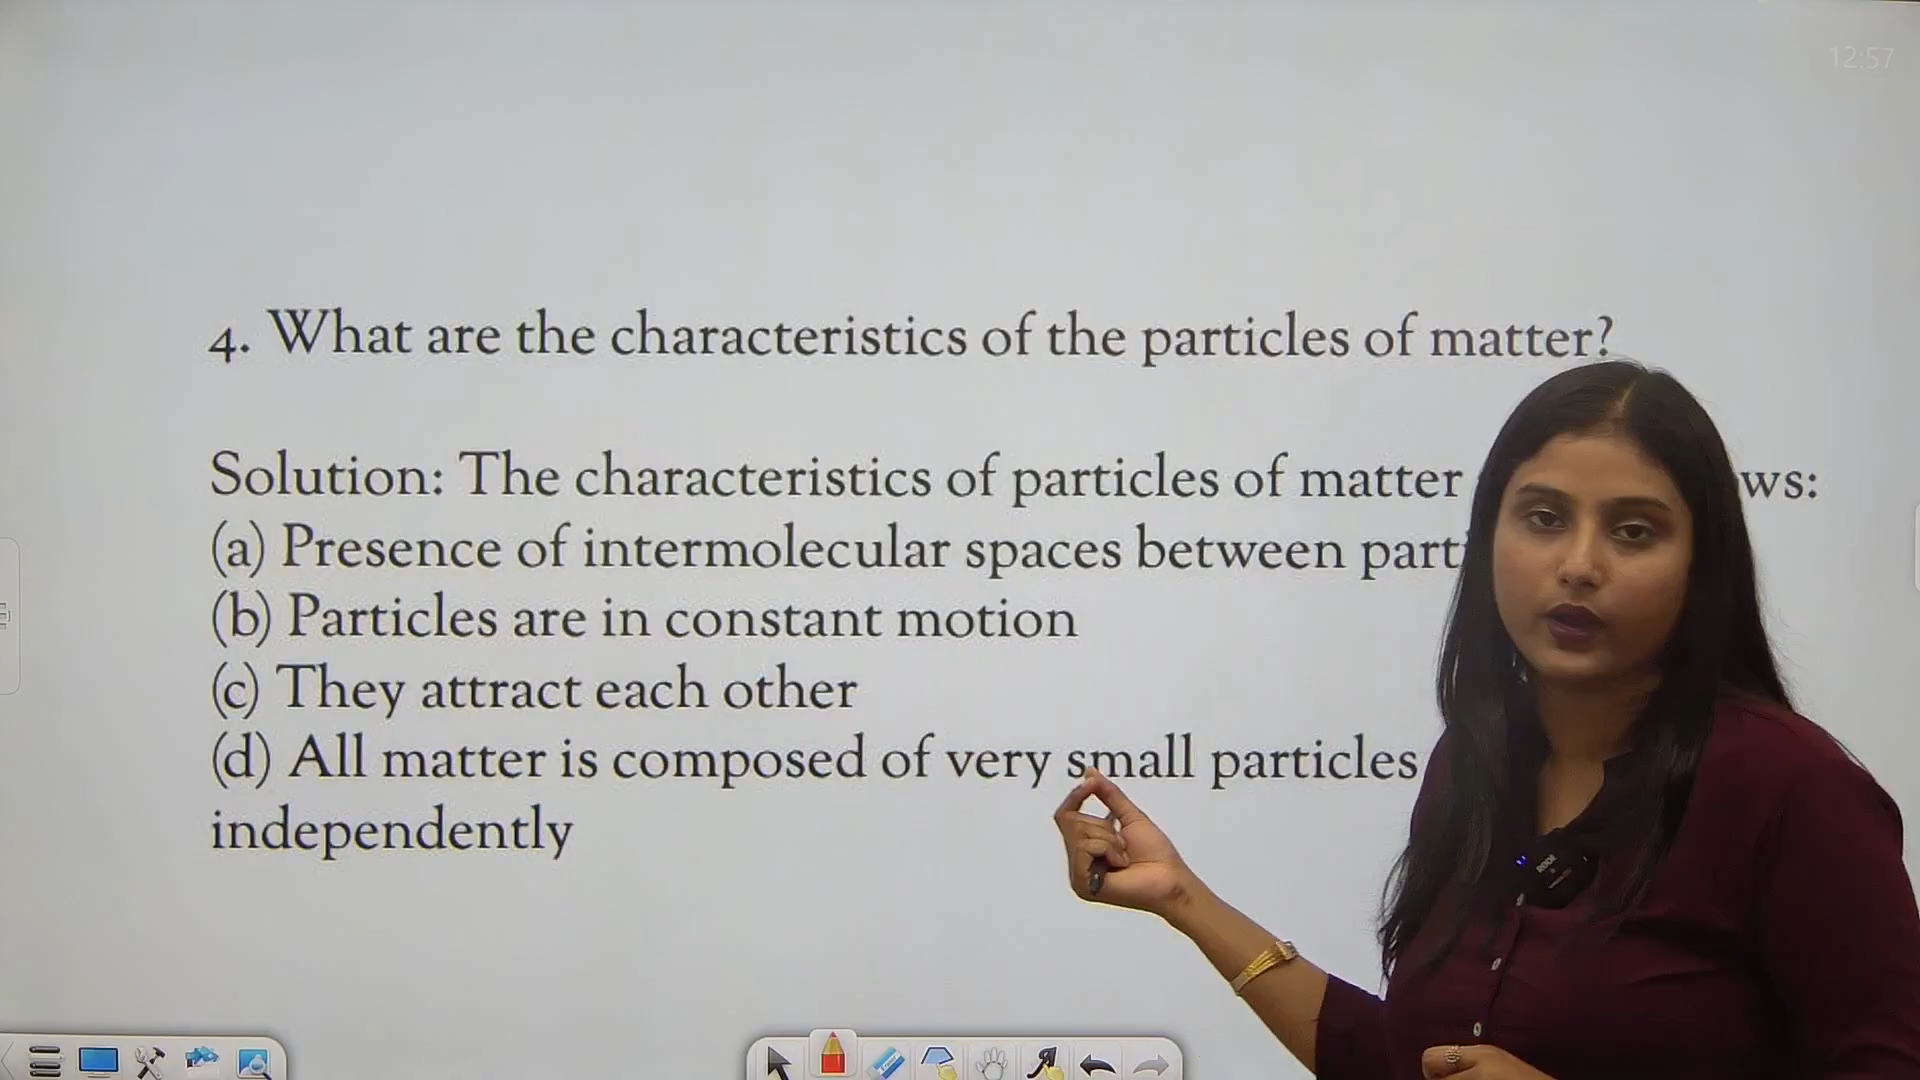 12:57
4. What are the characteristics of the particles of matter?
Solution: The characteristics of particles of matter ws:
(a) Presence of intermolecular spaces between parti
(b) Particles are in constant motion
(c) They attract each other
(d) All matter is composed of very small particles
independently
RODE